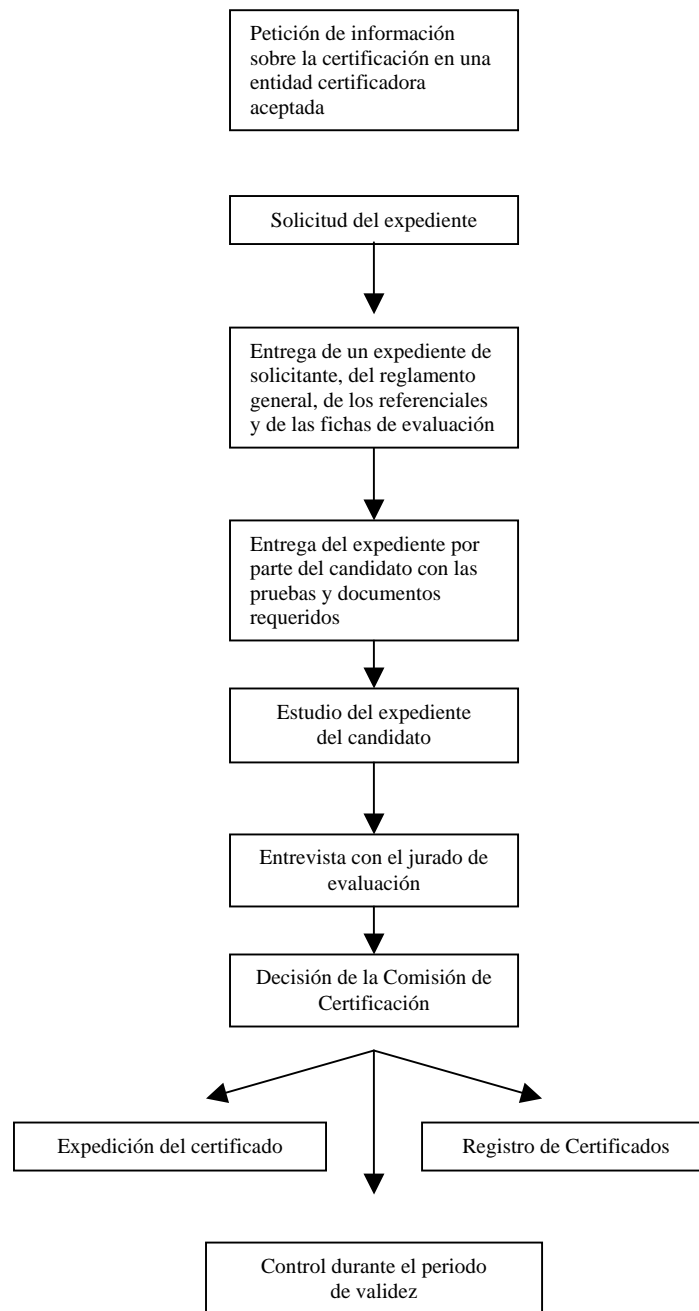 Petición de información
sobre la certificación en una
entidad certificadora
aceptada
Solicitud del expediente
Entrega de un expediente de
solicitante, del reglamento
general, de los referenciales
y de las fichas de evaluación
Entrega del expediente por
parte del candidato con las
pruebas y documentos
requeridos
Estudio del expediente
del candidato
Entrevista con el jurado de
evaluación
Decisión de la Comisión de
Certificación
Expedición del certificado
Registro de Certificados
Control durante el periodo
de validez